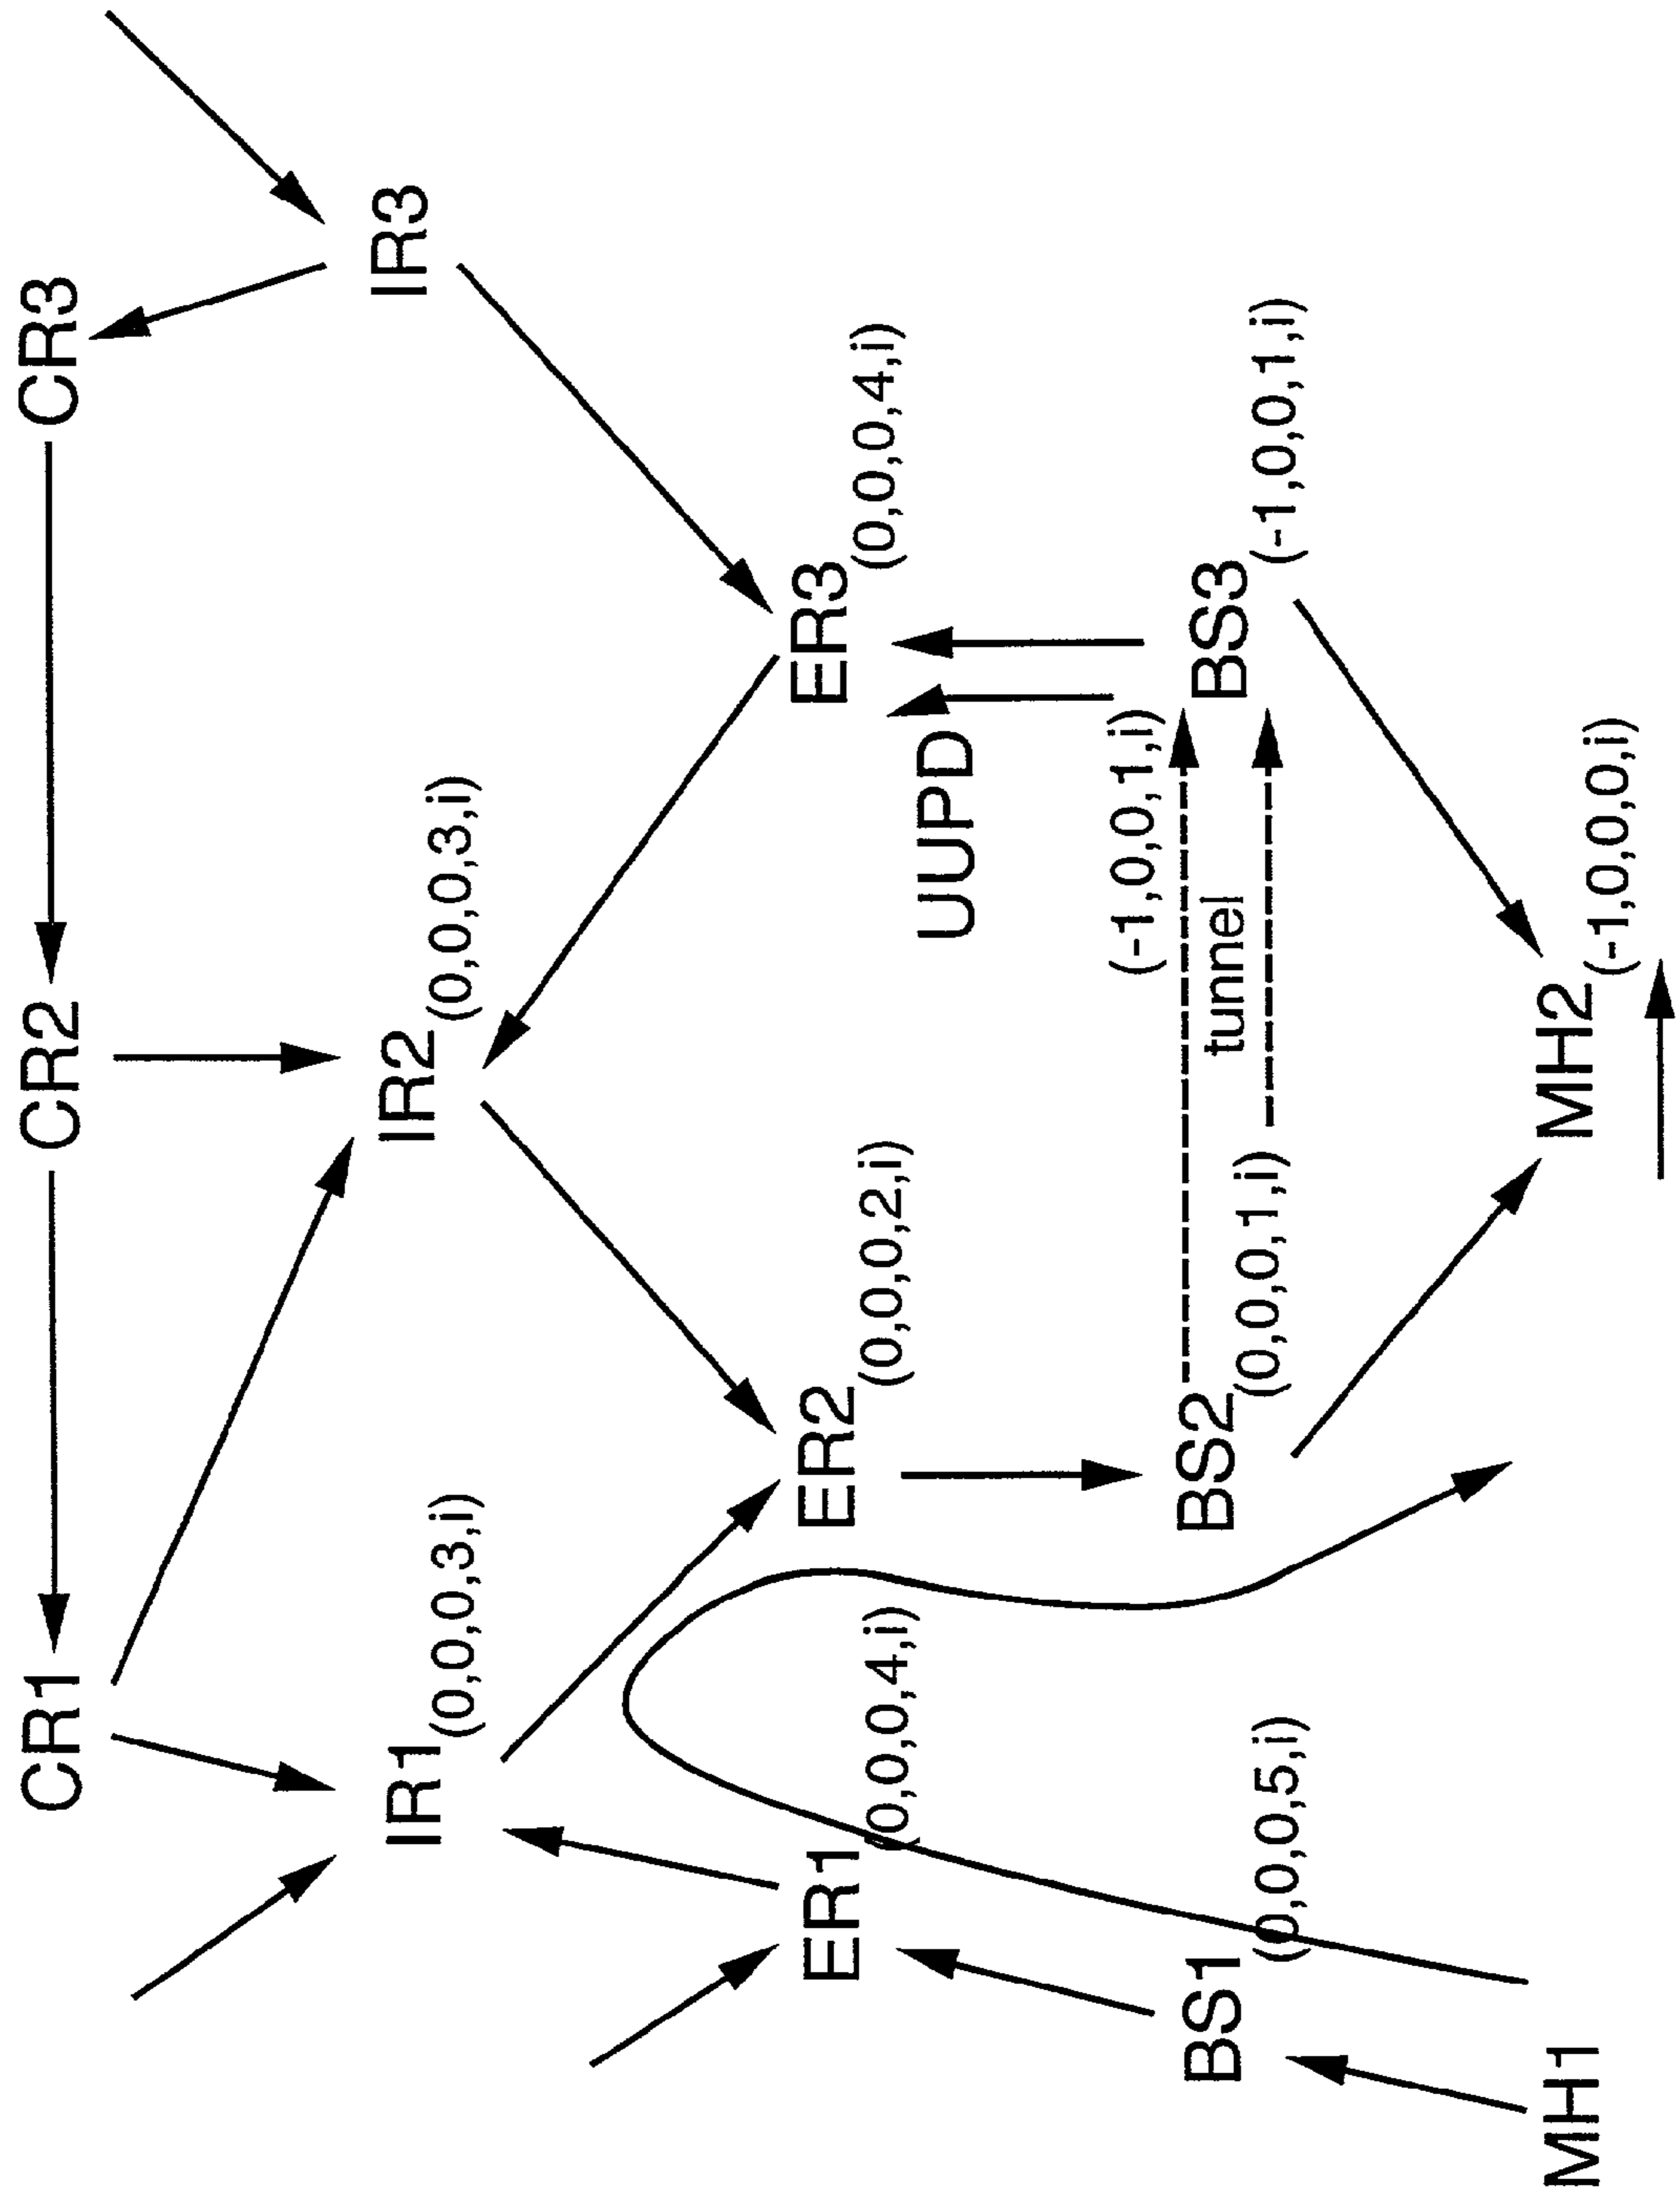 CR1
CR2
CR3
IR1
(0,0,0,3,i)
IR2
(0,0,0,3,i)
IR3
ER1
(0,0,0,4,i)
ER2
(0,0,0,2,i)
ER3
(0,0,0,4,i)
UUPD
(-1,0,0,1,i)
BS1
(0,0,0,5,i)
BS2
(0,0,0,1,i)
tunnel
BS3
(-1,0,0,1,i)
MH1
MH2
(-1,0,0,0,i)